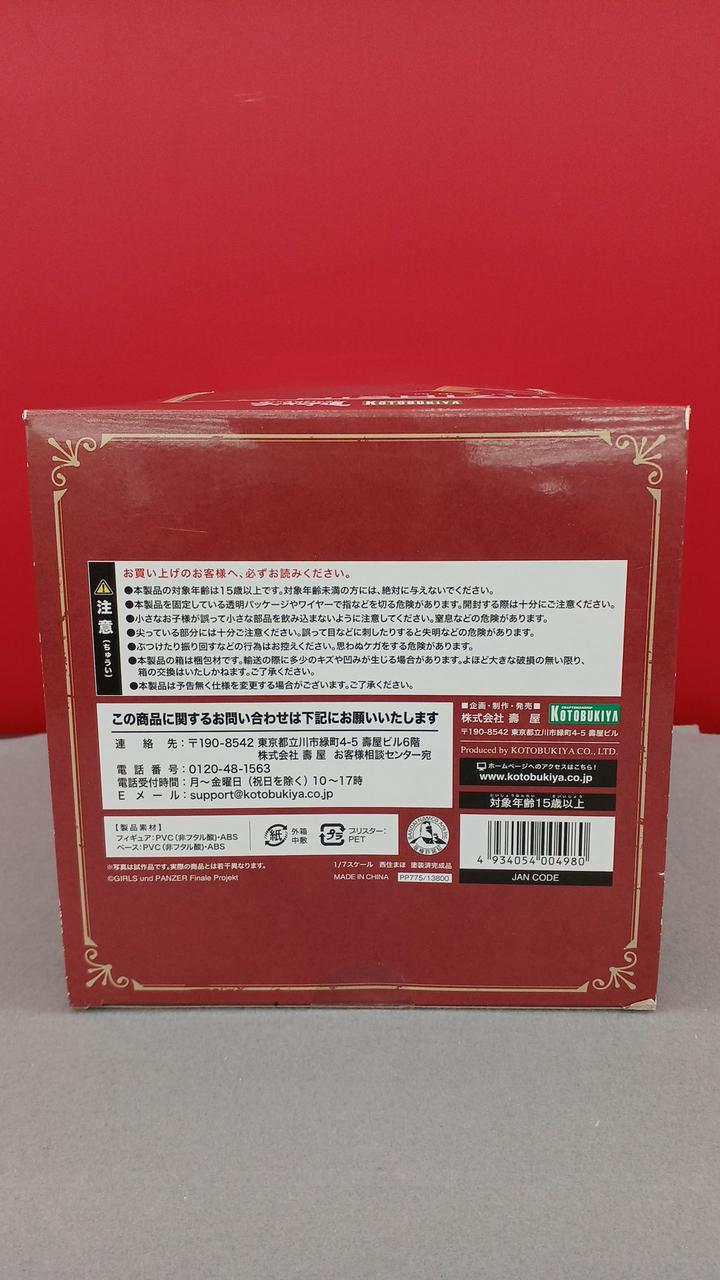 KOTOBUKIYA
お買い上げのお客様へ、必ずお読みください。
注意(ちゅうい)
●本製品の対象年齢は15歳以上です。対象年齢未満の方には、絶対に与えないでください。
●本製品を固定している透明パッケージやワイヤーで指などを切る危険があります。開封する際は十分にご注意ください。
●小さなお子様が誤って小さな部品を飲み込まないように注意してください。窒息などの危険があります。
●尖っている部分には十分ご注意ください。誤って目などに刺したりすると失明などの危険があります。
●ぶつけたり振り回すなどの行為はお控えください。思わぬケガをする危険があります。
●本製品の箱は梱包材です。輸送の際に多少のキズや凹みが生じる場合があります。よほど大きな破損の無い限り、
箱の交換はいたしかねます。ご了承ください。
●本製品は予告無く仕様を変更する場合がございます。ご了承ください。
この商品に関するお問い合わせは下記にお願いいたします
連絡先:〒190-8542 東京都立川市緑町4-5 壽屋ビル6階
株式会社 壽屋 お客様相談センター宛
電話番号:0120-48-1563
電話受付時間:月～金曜日(祝日を除く)10～17時
Eメール:support@kotobukiya.co.jp
■企画・制作・発売■
株式会社 壽屋
CRAFTSMANSHIP
KOTOBUKIYA
〒190-8542 東京都立川市緑町4-5 壽屋ビル
Produced by KOTOBUKIYA CO., LTD.
ホームページへのアクセスはこちら!
www.kotobukiya.co.jp
たいしょうねんれい さいいじょう
対象年齢15歳以上
【製品素材】
フィギュア:PVC(非フタル酸)・ABS
ベース:PVC(非フタル酸)・ABS
紙
外箱
中敷
プラ
ブリスター:
PET
4 934054 004980
JAN CODE
※写真は試作品です。実際の商品とは若干異なります。
1/7スケール 西住まほ 塗装済完成品
©GIRLS und PANZER Finale Projekt
MADE IN CHINA
PP775/13800